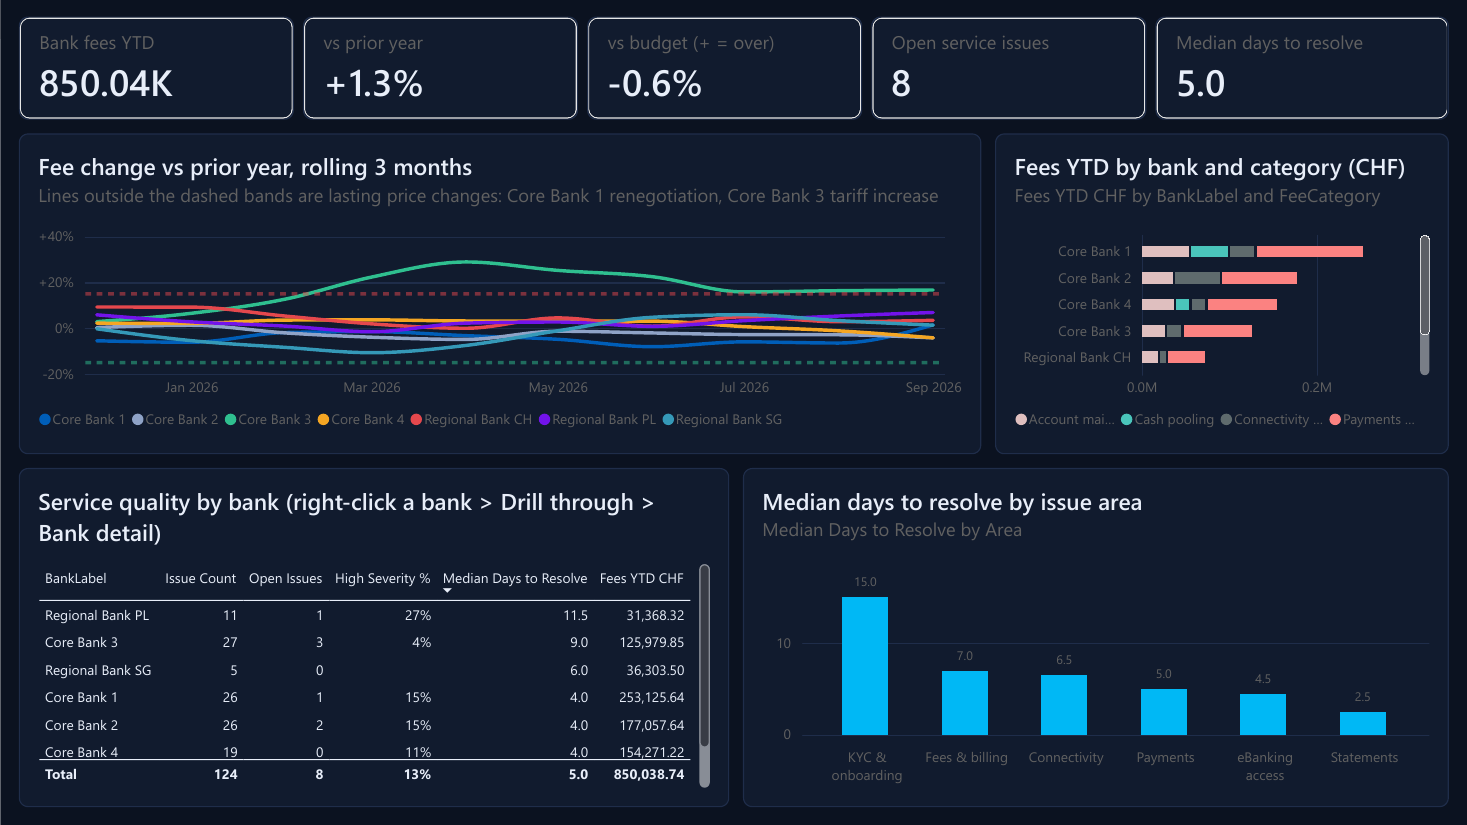 Bank fees YTD
850.04K
vs prior year
+1.3%
vs budget (+ = over)
-0.6%
Open service issues
8
Median days to resolve
5.0
Fee change vs prior year, rolling 3 months
Lines outside the dashed bands are lasting price changes: Core Bank 1 renegotiation, Core Bank 3 tariff increase
+40%
+20%
0%
-20%
Jan 2026 Mar 2026 May 2026 Jul 2026 Sep 2026
Core Bank 1 Core Bank 2 Core Bank 3 Core Bank 4 Regional Bank CH Regional Bank PL Regional Bank SG
Fees YTD by bank and category (CHF)
Fees YTD CHF by BankLabel and FeeCategory
Core Bank 1
Core Bank 2
Core Bank 4
Core Bank 3
Regional Bank CH
0.0M 0.2M
Account mai... Cash pooling Connectivity ... Payments ...
Service quality by bank (right-click a bank > Drill through >
Bank detail)
BankLabel Issue Count Open Issues High Severity % Median Days to Resolve Fees YTD CHF
Regional Bank PL 11 1 27% 11.5 31,368.32
Core Bank 3 27 3 4% 9.0 125,979.85
Regional Bank SG 5 0 6.0 36,303.50
Core Bank 1 26 1 15% 4.0 253,125.64
Core Bank 2 26 2 15% 4.0 177,057.64
Core Bank 4 19 0 11% 4.0 154,271.22
Total 124 8 13% 5.0 850,038.74
Median days to resolve by issue area
Median Days to Resolve by Area
10
0
15.0
7.0
6.5
5.0
4.5
2.5
KYC &
onboarding
Fees & billing
Connectivity
Payments
eBanking
access
Statements